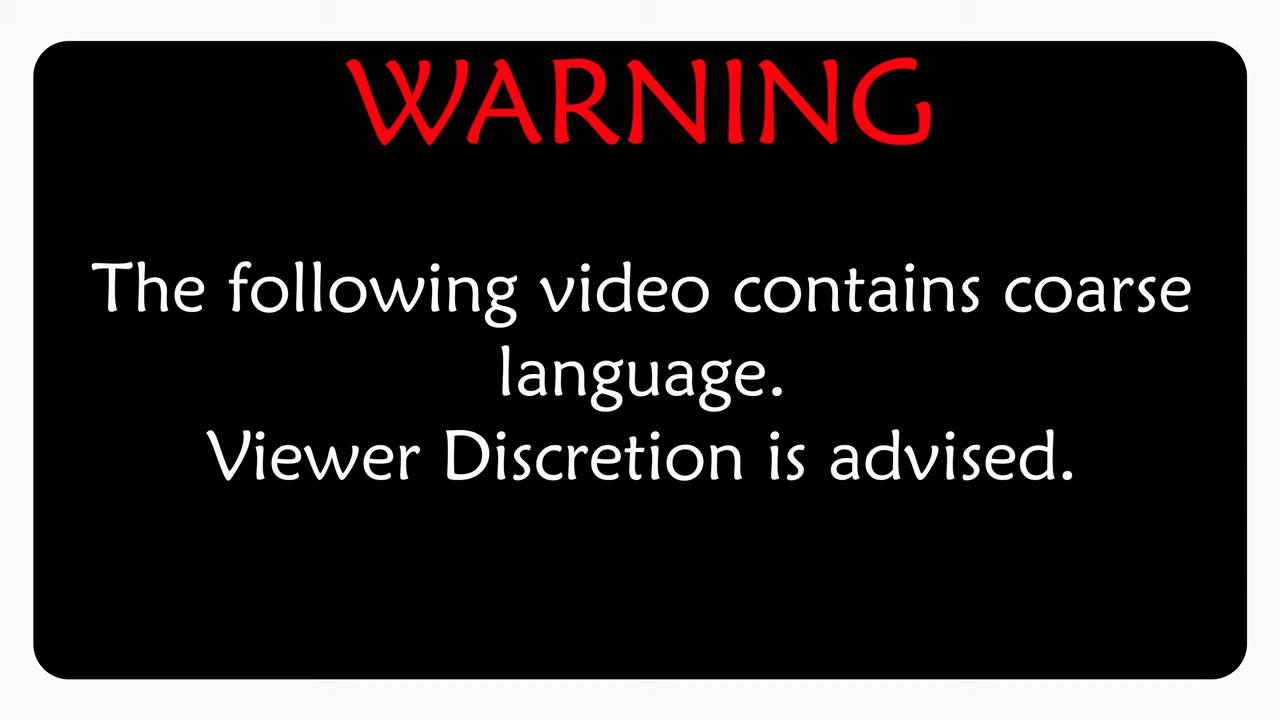 WARNING
The following video contains coarse
language.
Viewer Discretion is advised.